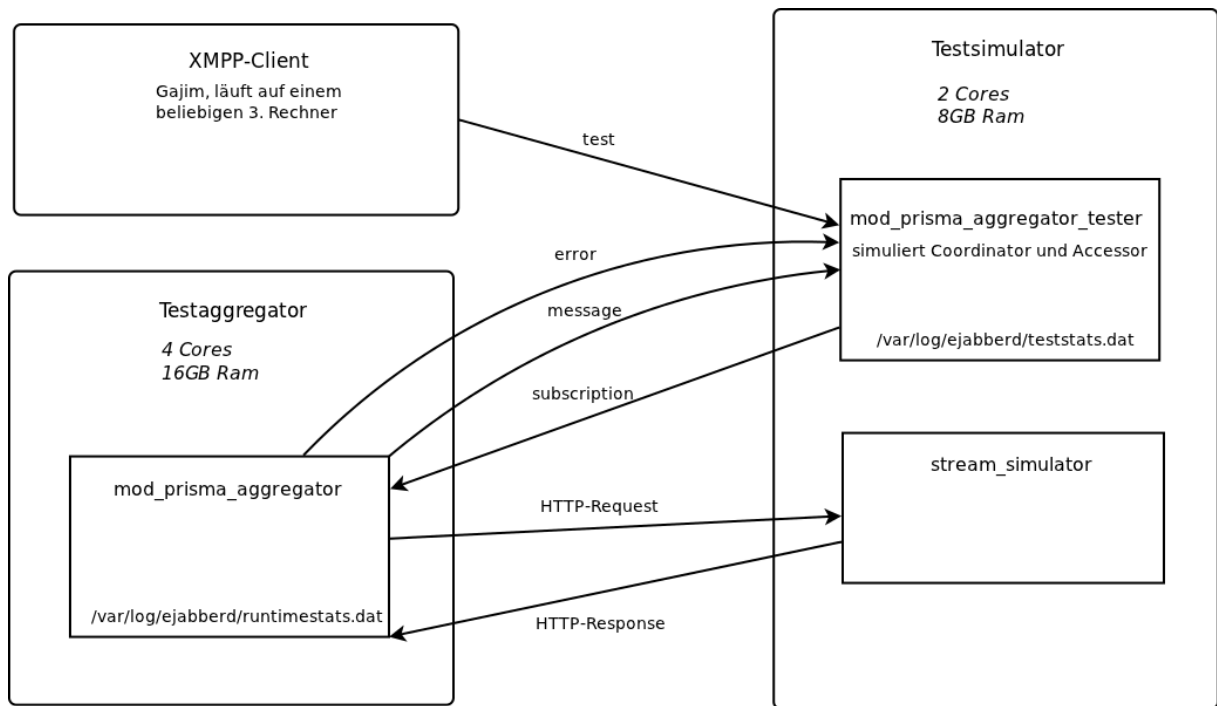 XMPP-Client
Gajim, läuft auf einem
beliebigen 3. Rechner
Testsimulator
2 Cores
8GB Ram
test
mod_prisma_aggregator_tester
simuliert Coordinator und Accessor
/var/log/ejabberd/teststats.dat
error
message
subscription
Testaggregator
4 Cores
16GB Ram
mod_prisma_aggregator
/var/log/ejabberd/runtimestats.dat
HTTP-Request
HTTP-Response
stream_simulator